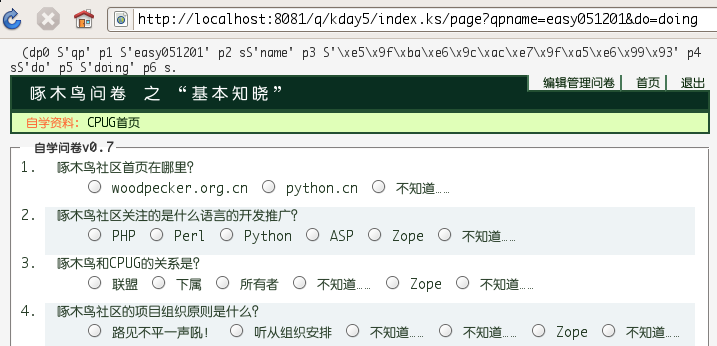 http://localhost:8081/q/kday5/index.ks/page?qpname=easy051201&do=doing
(dp0 S'qp' p1 S'easy051201' p2 sS'name' p3 S'\xe5\x9f\xba\xe6\x9c\xac\xe7\x9f\xa5\xe6\x99\x93' p4
sS'do' p5 S'doing' p6 s.
编辑管理问卷 首页 退出
啄木鸟问卷 之 “基本知晓”
自学资料: CPUG首页
自学问卷v0.7
1. 啄木鸟社区首页在哪里?
woodpecker.org.cn python.cn 不知道……
2. 啄木鸟社区关注的是什么语言的开发推广?
PHP Perl Python ASP Zope 不知道……
3. 啄木鸟和CPUG的关系是?
联盟 下属 所有者 不知道…… Zope 不知道……
4. 啄木鸟社区的项目组织原则是什么?
路见不平一声吼! 听从组织安排 不知道…… 不知道…… Zope 不知道……